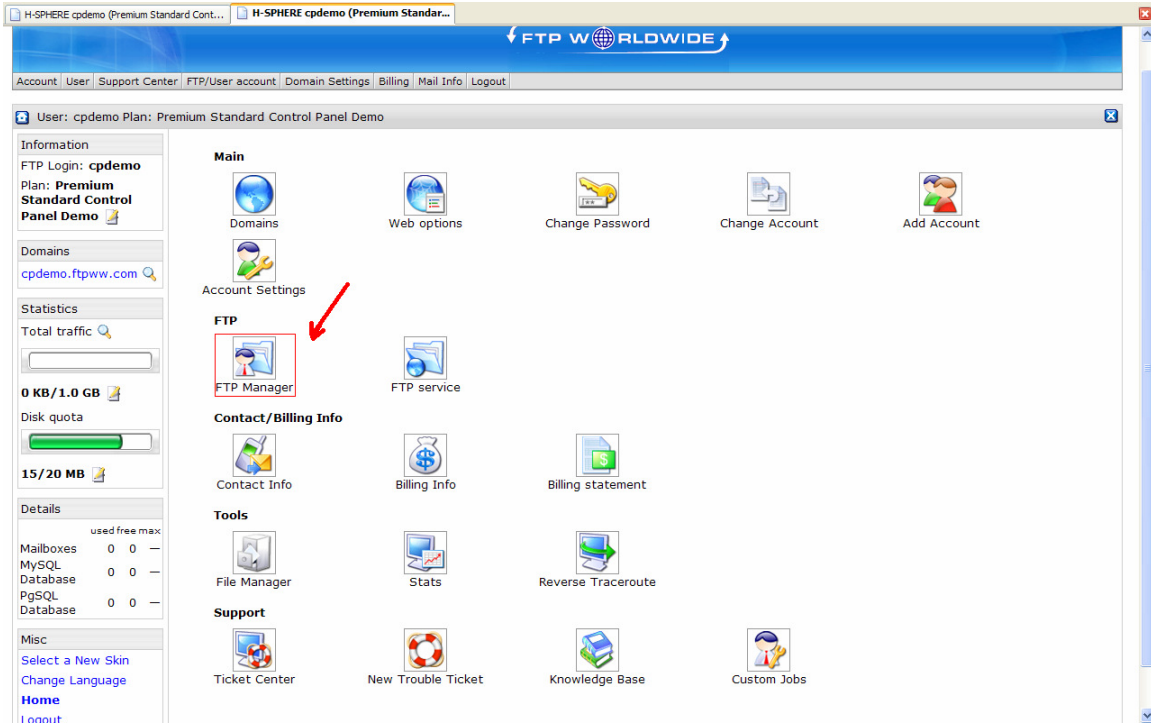 H-SPHERE cpdemo (Premium Standard Cont...
H-SPHERE cpdemo (Premium Standar...
FTP W RLDWIDE
Account User Support Center FTP/User account Domain Settings Billing Mail Info Logout
User: cpdemo Plan: Premium Standard Control Panel Demo
Information
FTP Login: cpdemo
Plan: Premium
Standard Control
Panel Demo
Domains
cpdemo.ftpww.com
Statistics
Total traffic
0 KB/1.0 GB
Disk quota
15/20 MB
Details
used free max
Mailboxes 0 0 —
MySQL
Database 0 0 —
PgSQL
Database 0 0 —
Misc
Select a New Skin
Change Language
Home
Logout
Main
Domains Web options Change Password Change Account Add Account
Account Settings
FTP
FTP Manager FTP service
Contact/Billing Info
Contact Info Billing Info Billing statement
Tools
File Manager Stats Reverse Traceroute
Support
Ticket Center New Trouble Ticket Knowledge Base Custom Jobs